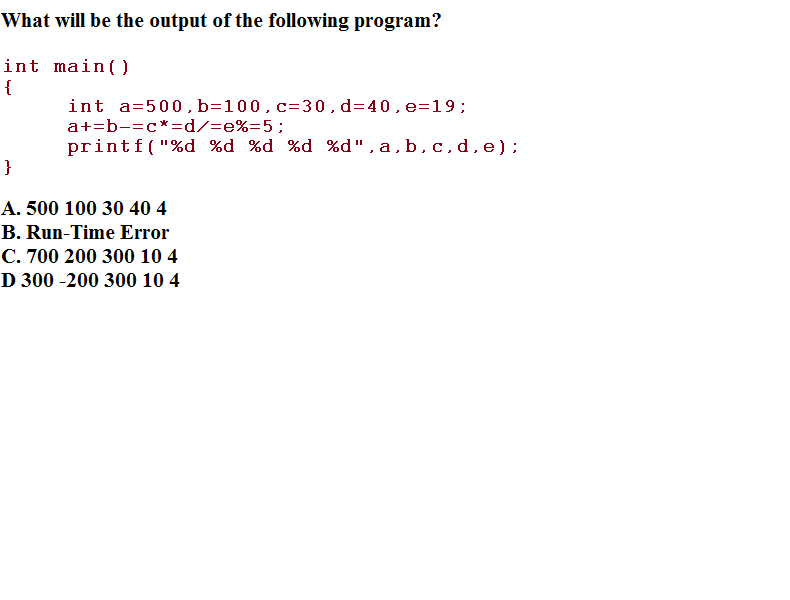 What will be the output of the following program?
int main()
{
int a=500,b=100,c=30,d=40,e=19;
a+=b-=c*=d/=e%=5;
printf("%d %d %d %d %d",a,b,c,d,e);
}
A. 500 100 30 40 4
B. Run-Time Error
C. 700 200 300 10 4
D 300 -200 300 10 4